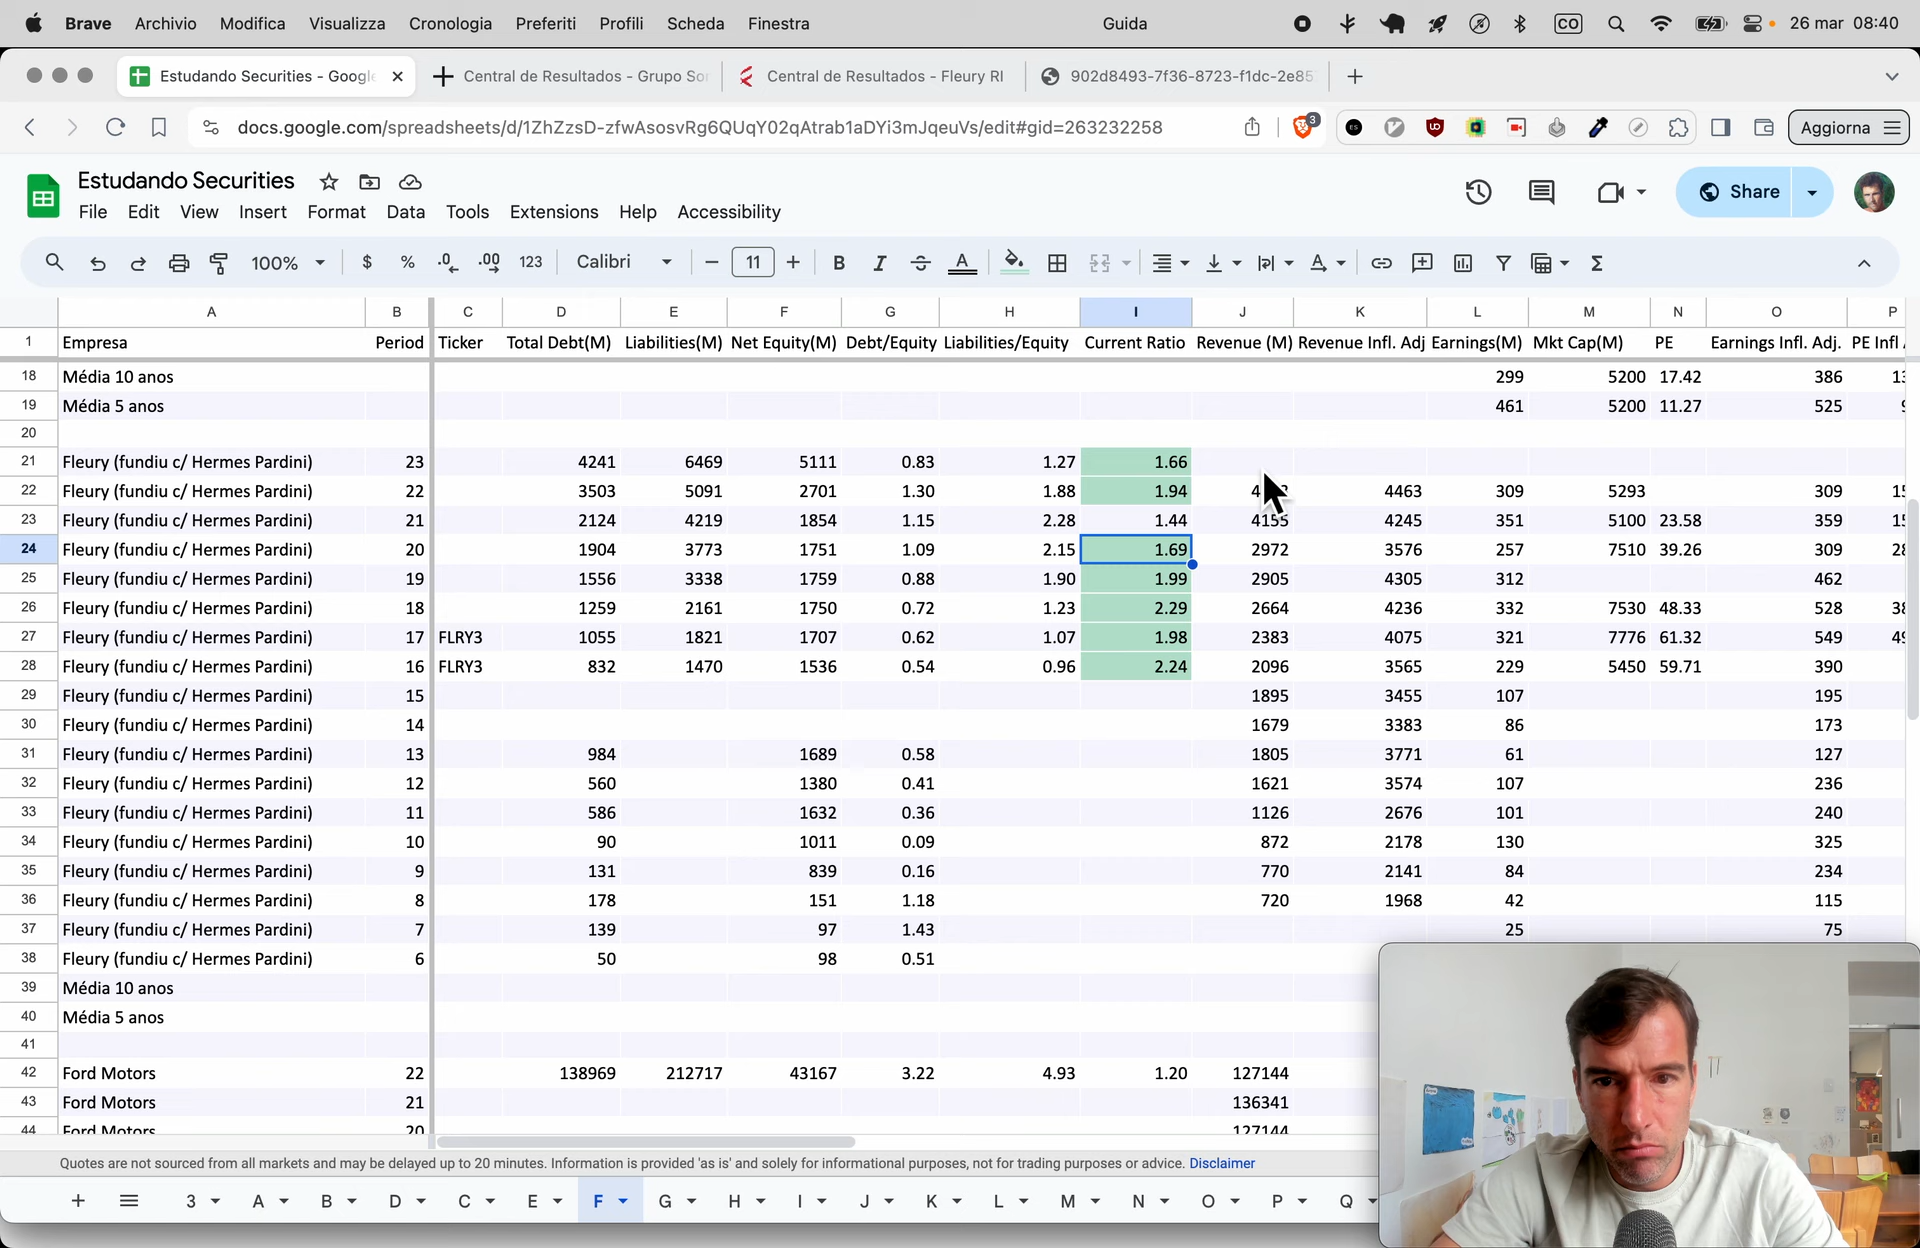 Brave Archivio Modifica Visualizza Cronologia Preferiti Profili Scheda Finestra Guida CO 26 mar 08:40
Estudando Securities - Google Central de Resultados - Grupo So Central de Resultados - Fleury RI 902d8493-7f36-8723-f1dc-2e85
docs.google.com/spreadsheets/d/1ZhZzsD-zfwAsosvRg6QUqY02qAtrab1aDYi3mJqeuVs/edit#gid=263232258 3 Aggiorna
Estudando Securities Share
File Edit View Insert Format Data Tools Extensions Help Accessibility
100% $ % .0 .00 123 Calibri 11 B I S A
A B C D E F G H I J K L M N O P
1 Empresa Period Ticker Total Debt(M) Liabilities(M) Net Equity(M) Debt/Equity Liabilities/Equity Current Ratio Revenue (M) Revenue Infl. Adj Earnings(M) Mkt Cap(M) PE Earnings Infl. Adj. PE Infl
18 Média 10 anos 299 5200 17.42 386
19 Média 5 anos 461 5200 11.27 525
20
21 Fleury (fundiu c/ Hermes Pardini) 23 4241 6469 5111 0.83 1.27 1.66
22 Fleury (fundiu c/ Hermes Pardini) 22 3503 5091 2701 1.30 1.88 1.94 4463 309 5293 309
23 Fleury (fundiu c/ Hermes Pardini) 21 2124 4219 1854 1.15 2.28 1.44 4155 4245 351 5100 23.58 359
24 Fleury (fundiu c/ Hermes Pardini) 20 1904 3773 1751 1.09 2.15 1.69 2972 3576 257 7510 39.26 309
25 Fleury (fundiu c/ Hermes Pardini) 19 1556 3338 1759 0.88 1.90 1.99 2905 4305 312 462
26 Fleury (fundiu c/ Hermes Pardini) 18 1259 2161 1750 0.72 1.23 2.29 2664 4236 332 7530 48.33 528
27 Fleury (fundiu c/ Hermes Pardini) 17 FLRY3 1055 1821 1707 0.62 1.07 1.98 2383 4075 321 7776 61.32 549
28 Fleury (fundiu c/ Hermes Pardini) 16 FLRY3 832 1470 1536 0.54 0.96 2.24 2096 3565 229 5450 59.71 390
29 Fleury (fundiu c/ Hermes Pardini) 15 1895 3455 107 195
30 Fleury (fundiu c/ Hermes Pardini) 14 1679 3383 86 173
31 Fleury (fundiu c/ Hermes Pardini) 13 984 1689 0.58 1805 3771 61 127
32 Fleury (fundiu c/ Hermes Pardini) 12 560 1380 0.41 1621 3574 107 236
33 Fleury (fundiu c/ Hermes Pardini) 11 586 1632 0.36 1126 2676 101 240
34 Fleury (fundiu c/ Hermes Pardini) 10 90 1011 0.09 872 2178 130 325
35 Fleury (fundiu c/ Hermes Pardini) 9 131 839 0.16 770 2141 84 234
36 Fleury (fundiu c/ Hermes Pardini) 8 178 151 1.18 720 1968 42 115
37 Fleury (fundiu c/ Hermes Pardini) 7 139 97 1.43 25 75
38 Fleury (fundiu c/ Hermes Pardini) 6 50 98 0.51
39 Média 10 anos
40 Média 5 anos
41
42 Ford Motors 22 138969 212717 43167 3.22 4.93 1.20 127144
43 Ford Motors 21 136341
44 Ford Motors 20 127144
Quotes are not sourced from all markets and may be delayed up to 20 minutes. Information is provided 'as is' and solely for informational purposes, not for trading purposes or advice. Disclaimer
3 A B D C E F G H I J K L M N O P Q